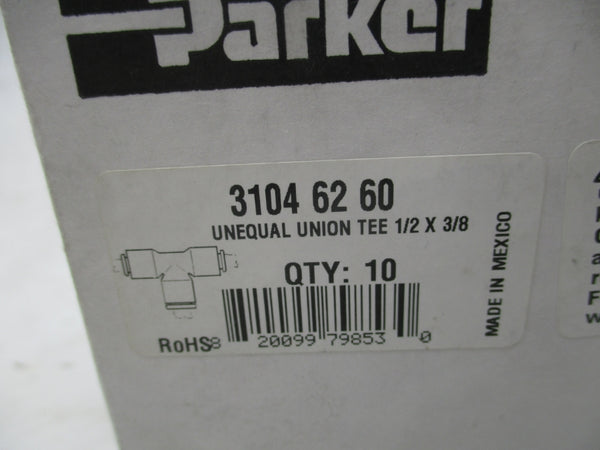 Parker
3104 62 60
UNEQUAL UNION TEE 1/2 X 3/8
QTY: 10
MADE IN MEXICO
RoHS
8 20099 79853 0